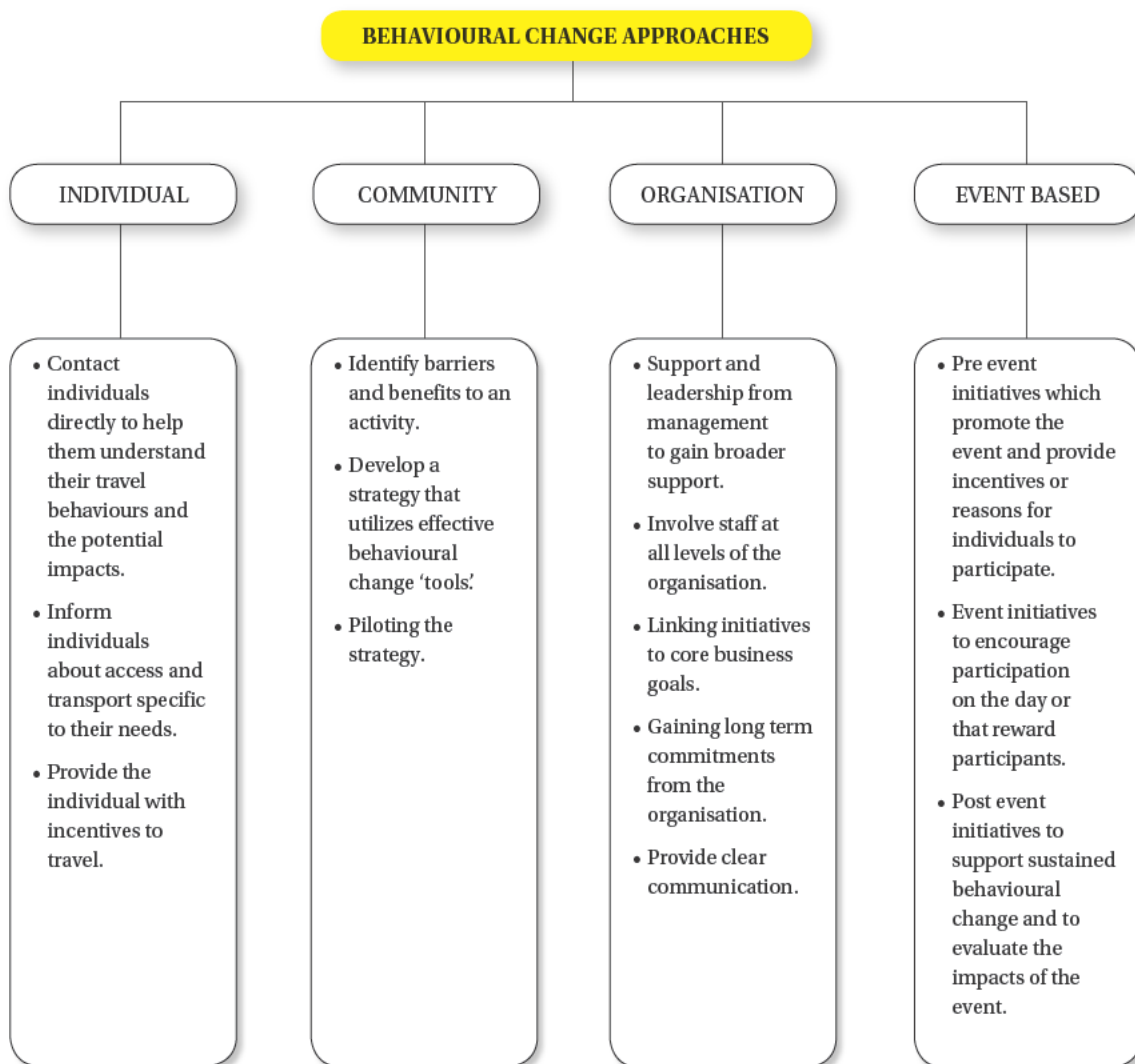 BEHAVIOURAL CHANGE APPROACHES
INDIVIDUAL
COMMUNITY
ORGANISATION
EVENT BASED
• Contact
individuals
directly to help
them understand
their travel
behaviours and
the potential
impacts.
• Inform
individuals
about access and
transport specific
to their needs.
• Provide the
individual with
incentives to
travel.
• Identify barriers
and benefits to an
activity.
• Develop a
strategy that
utilizes effective
behavioural
change ‘tools.’
• Piloting the
strategy.
• Support and
leadership from
management
to gain broader
support.
• Involve staff at
all levels of the
organisation.
• Linking initiatives
to core business
goals.
• Gaining long term
commitments
from the
organisation.
• Provide clear
communication.
• Pre event
initiatives which
promote the
event and provide
incentives or
reasons for
individuals to
participate.
• Event initiatives
to encourage
participation
on the day or
that reward
participants.
• Post event
initiatives to
support sustained
behavioural
change and to
evaluate the
impacts of the
event.